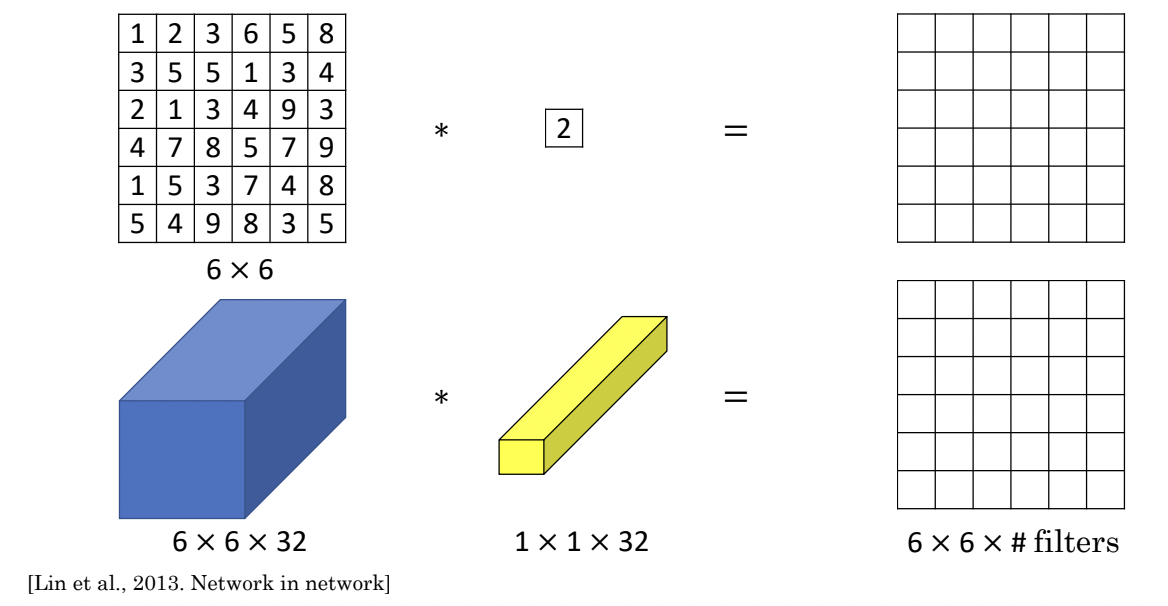 1 2 3 6 5 8
3 5 5 1 3 4
2 1 3 4 9 3
4 7 8 5 7 9
1 5 3 7 4 8
5 4 9 8 3 5
∗ 2 =
6 × 6
∗ =
6 × 6 × 32
1 × 1 × 32
6 × 6 × # filters
[Lin et al., 2013. Network in network]